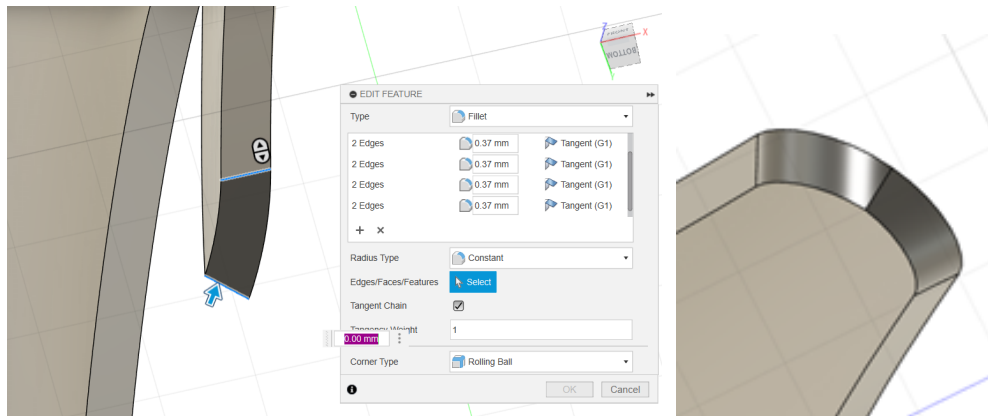 Z
FRONT
X
BOTTOM
EDIT FEATURE
Type
Fillet
2 Edges 0.37 mm Tangent (G1)
2 Edges 0.37 mm Tangent (G1)
2 Edges 0.37 mm Tangent (G1)
2 Edges 0.37 mm Tangent (G1)
Radius Type
Constant
Edges/Faces/Features
Select
Tangent Chain
Tangency Weight
1
0.00 mm
Corner Type
Rolling Ball
OK
Cancel